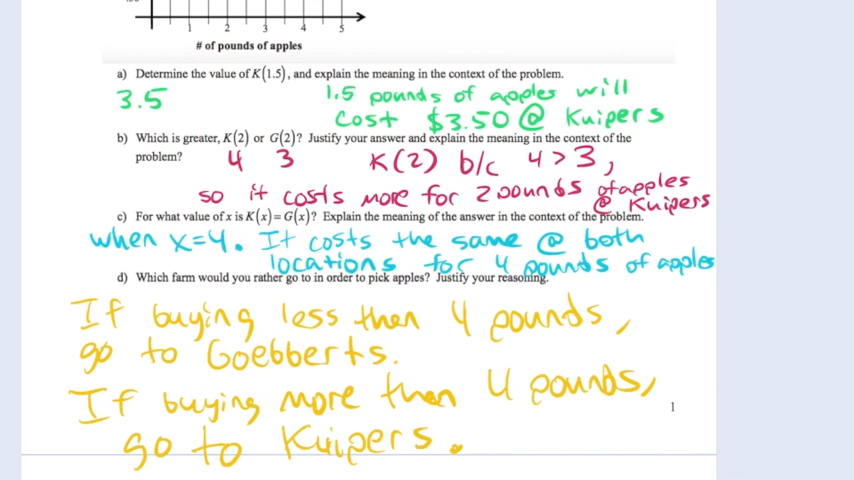 1 2 3 4 5
# of pounds of apples
a) Determine the value of K(1.5), and explain the meaning in the context of the problem.
3.5 1.5 pounds of apples will
cost $3.50 @ Kuipers
b) Which is greater, K(2) or G(2)? Justify your answer and explain the meaning in the context of the
problem? 4 3 K(2) b/c 4 > 3,
so it costs more for 2 pounds of apples
@ Kuipers
c) For what value of x is K(x) = G(x)? Explain the meaning of the answer in the context of the problem.
when x=4. It costs the same @ both
locations for 4 pounds of apples
d) Which farm would you rather go to in order to pick apples? Justify your reasoning.
If buying less then 4 pounds,
go to Goebberts.
If buying more then 4 pounds,
1
go to Kuipers.